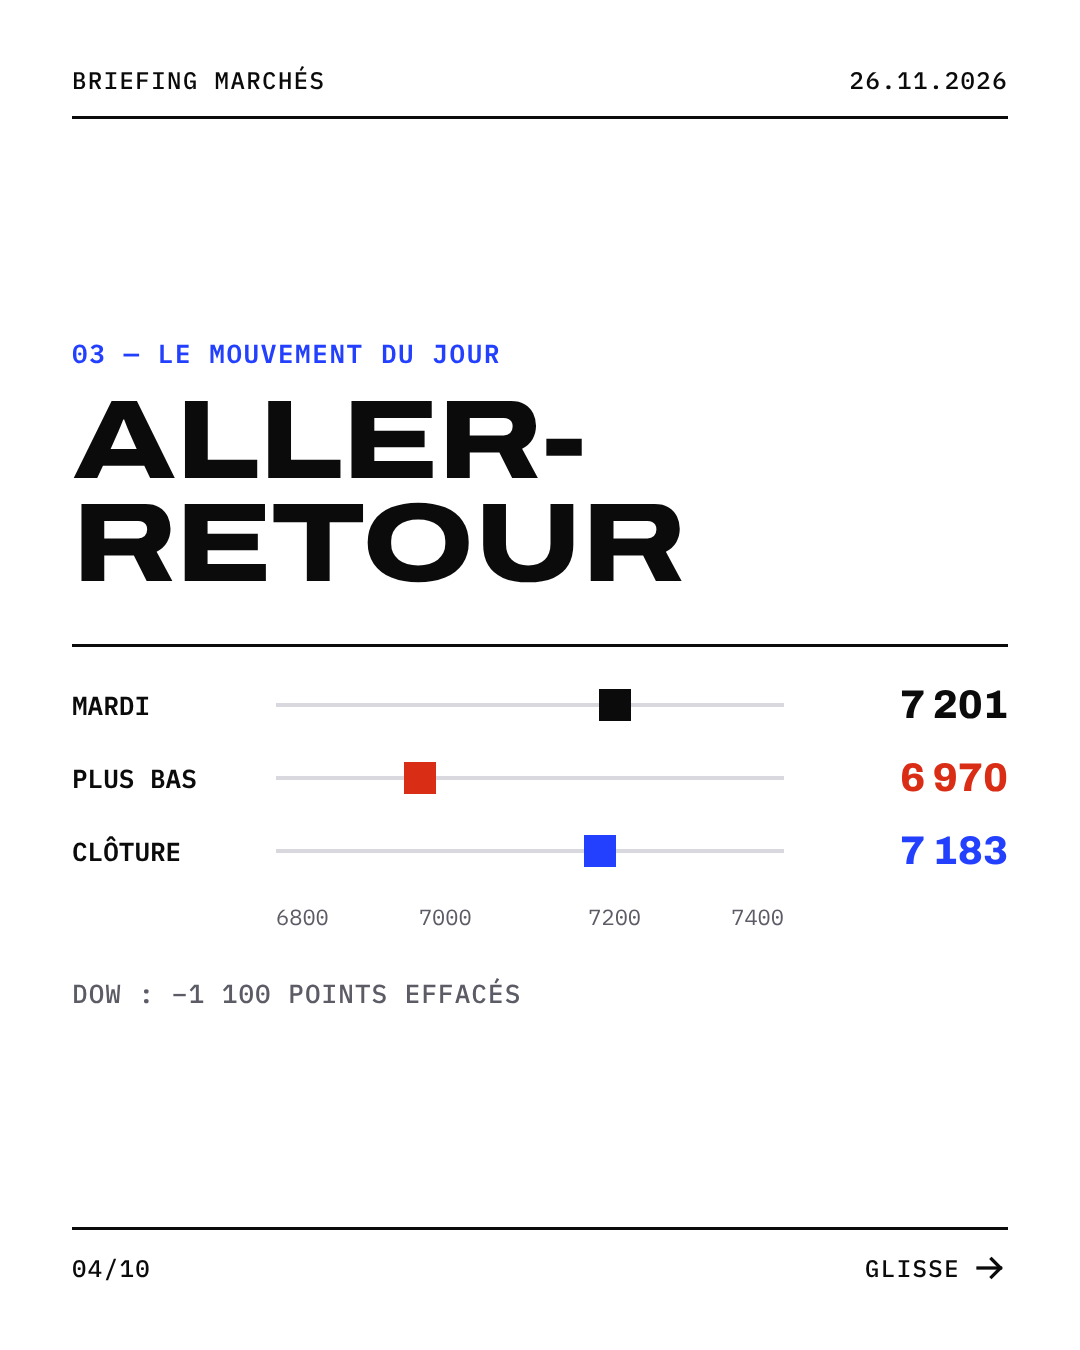 BRIEFING MARCHÉS 26.11.2026
03 — LE MOUVEMENT DU JOUR
ALLER-
RETOUR
MARDI 7 201
PLUS BAS 6 970
CLÔTURE 7 183
6800 7000 7200 7400
DOW : −1 100 POINTS EFFACÉS
04/10 GLISSE →